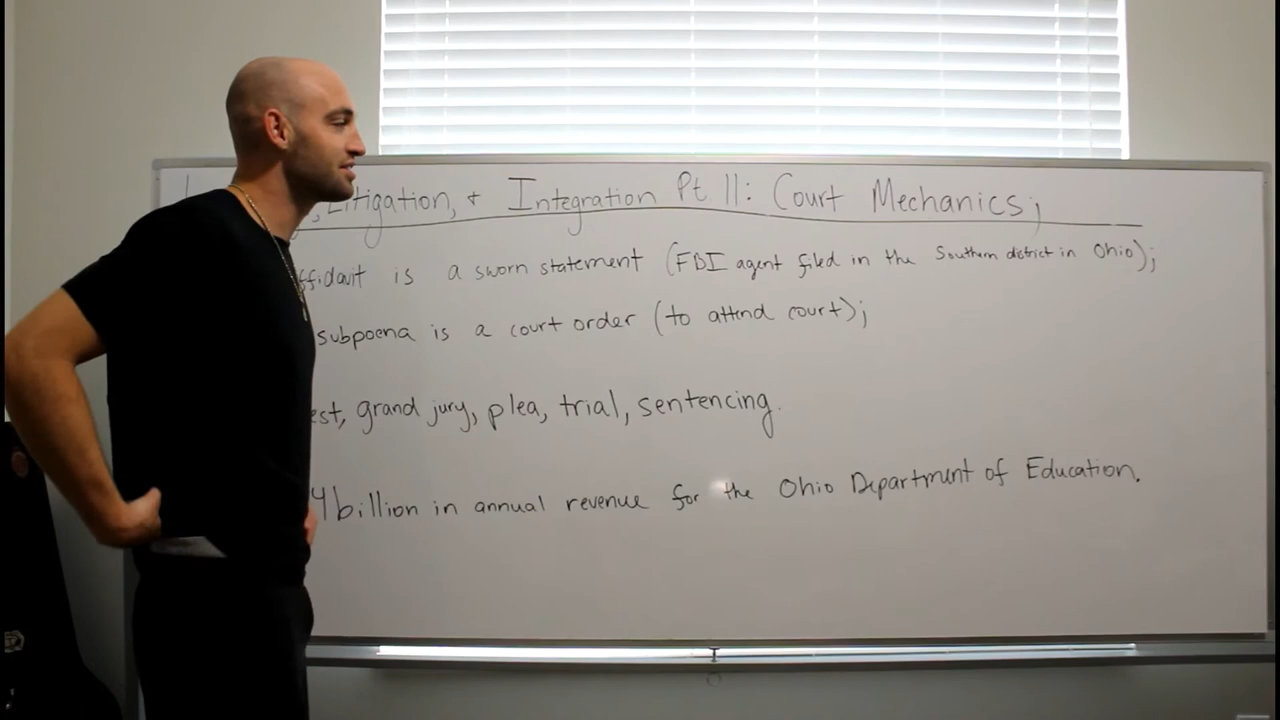 Litigation, + Integration Pt II: Court Mechanics;
ffidavit is a sworn statement (FBI agent filed in the Southern district in Ohio);
subpoena is a court order (to attend court);
est, grand jury, plea, trial, sentencing.
4 billion in annual revenue for the Ohio Department of Education.